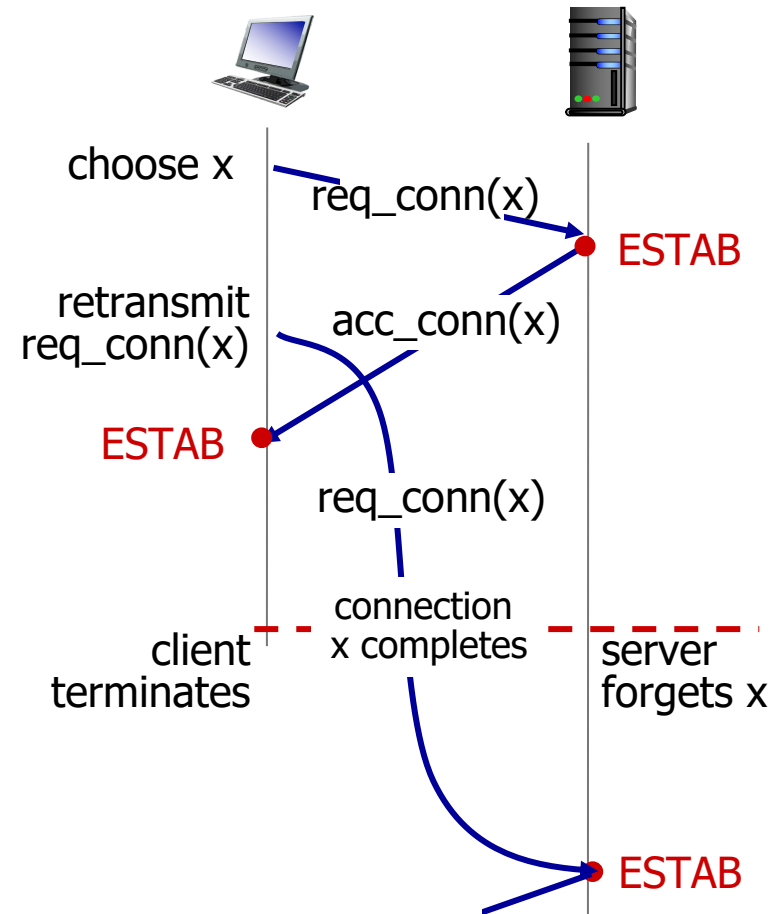 choose x
req_conn(x)
ESTAB
retransmit
req_conn(x)
acc_conn(x)
ESTAB
req_conn(x)
connection
x completes
client
terminates
server
forgets x
ESTAB